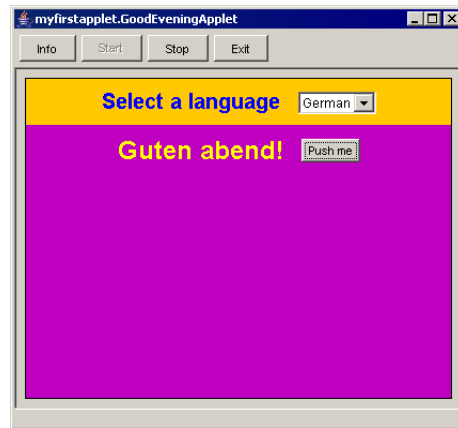 myfirstapplet.GoodEveningApplet
Info Start Stop Exit
Select a language German
Guten abend! Push me